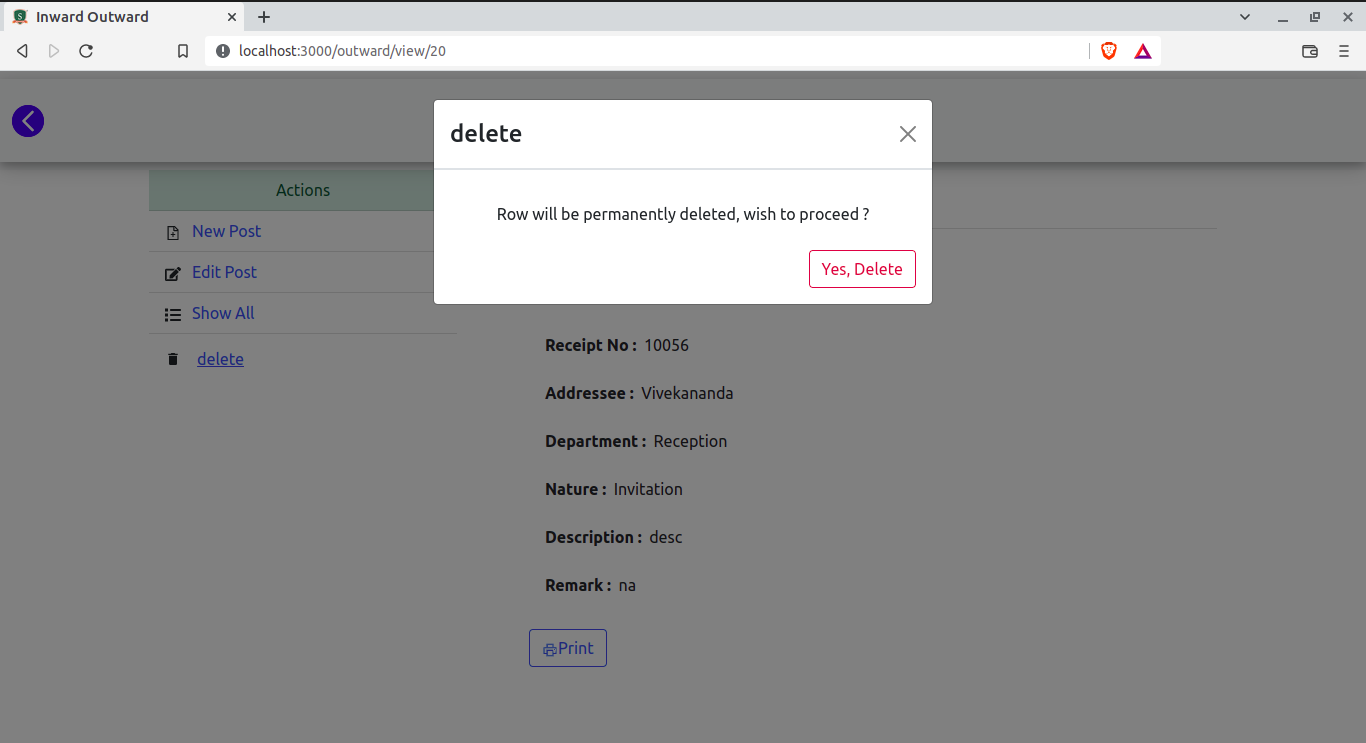 Inward Outward
localhost:3000/outward/view/20
delete
Row will be permanently deleted, wish to proceed ?
Yes, Delete
Actions
New Post
Edit Post
Show All
delete
Receipt No : 10056
Addressee : Vivekananda
Department : Reception
Nature : Invitation
Description : desc
Remark : na
Print